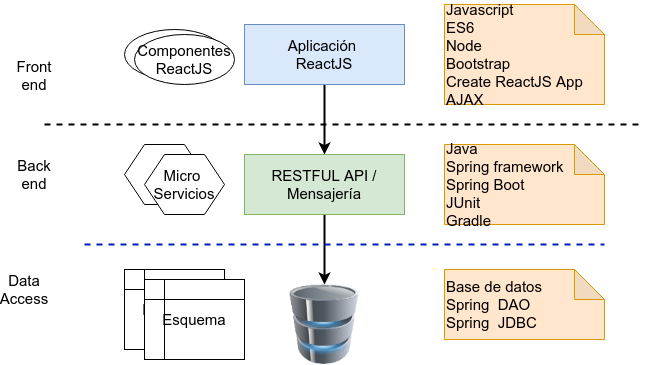 Front
end
Componentes
ReactJS
Aplicación
ReactJS
Javascript
ES6
Node
Bootstrap
Create ReactJS App
AJAX
Back
end
Micro
Servicios
RESTFUL API /
Mensajería
Java
Spring framework
Spring Boot
JUnit
Gradle
Data
Access
Esquema
Base de datos
Spring  DAO
Spring  JDBC